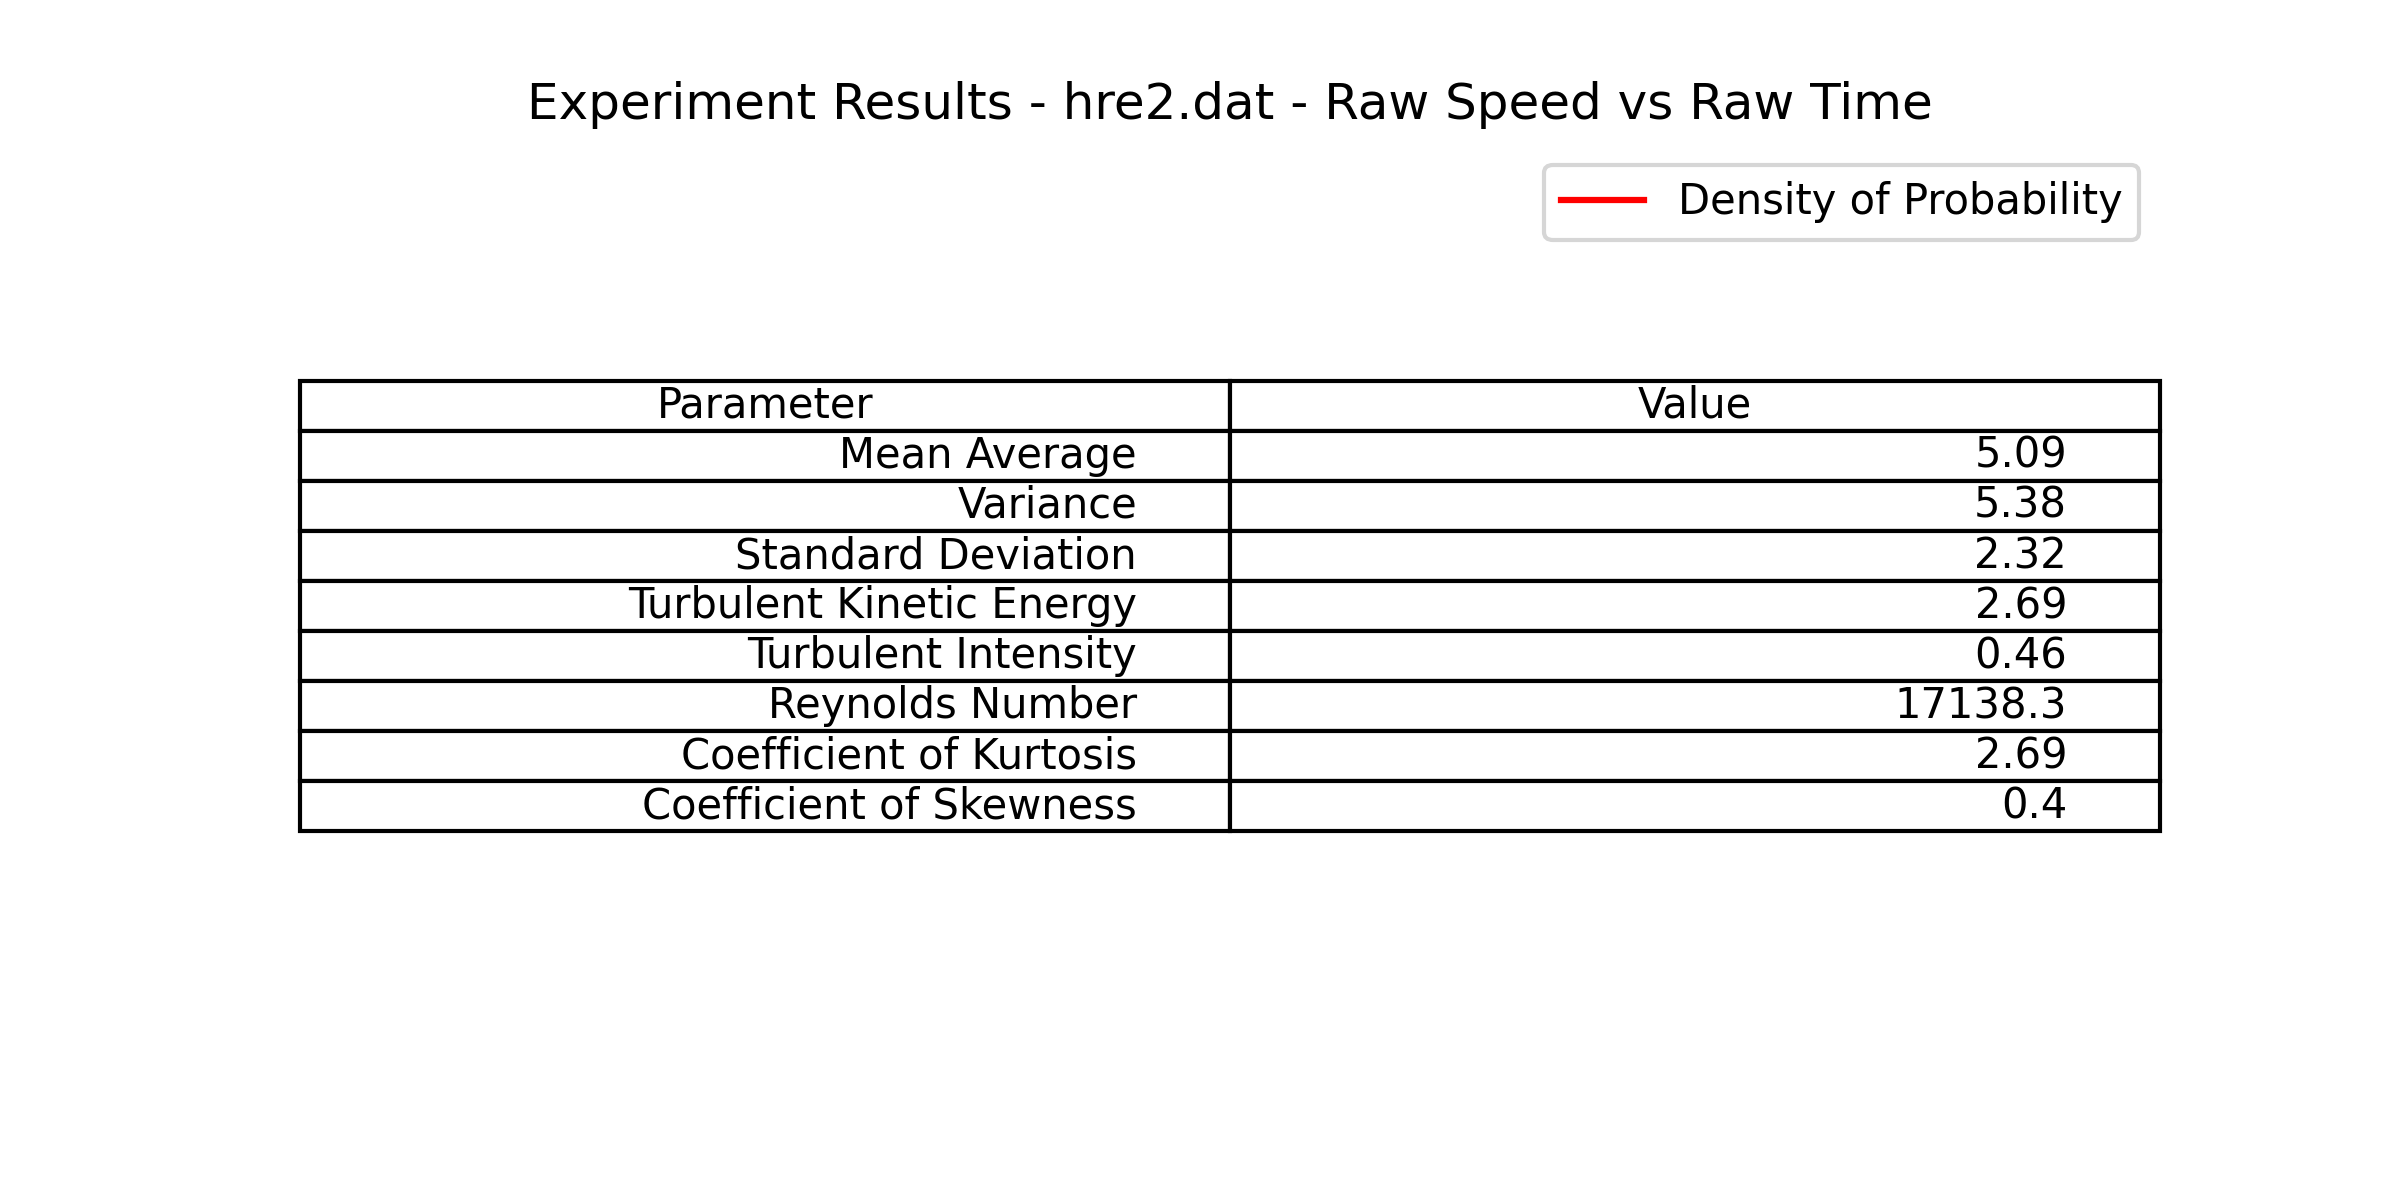 Experiment Results - hre2.dat - Raw Speed vs Raw Time
Density of Probability
Parameter Value
Mean Average 5.09
Variance 5.38
Standard Deviation 2.32
Turbulent Kinetic Energy 2.69
Turbulent Intensity 0.46
Reynolds Number 17138.3
Coefficient of Kurtosis 2.69
Coefficient of Skewness 0.4